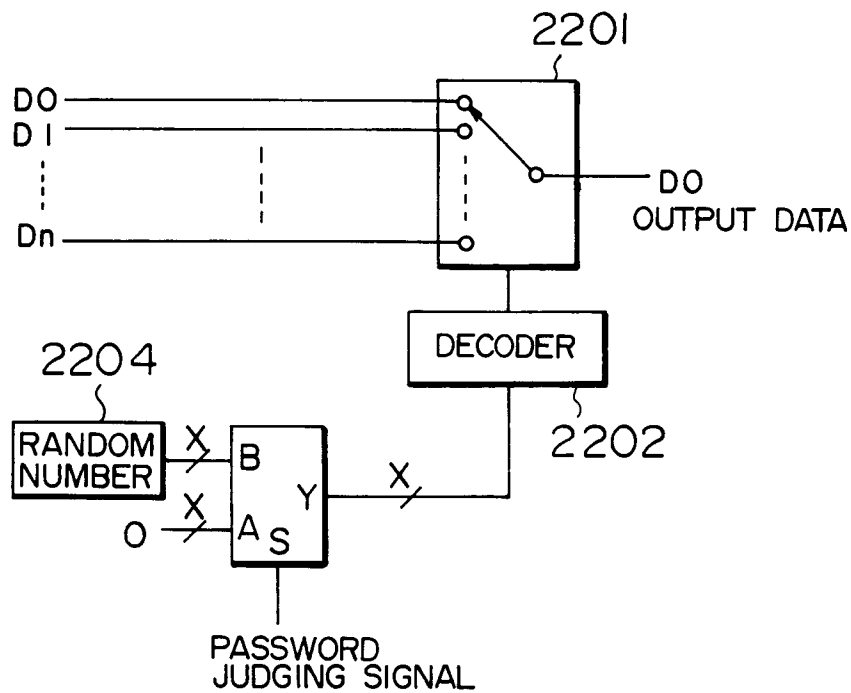 2201
D0
D1
Dn
D0
OUTPUT DATA
DECODER
2202
2204
RANDOM
NUMBER
X
B
X
Y
X
0
A
S
PASSWORD
JUDGING SIGNAL